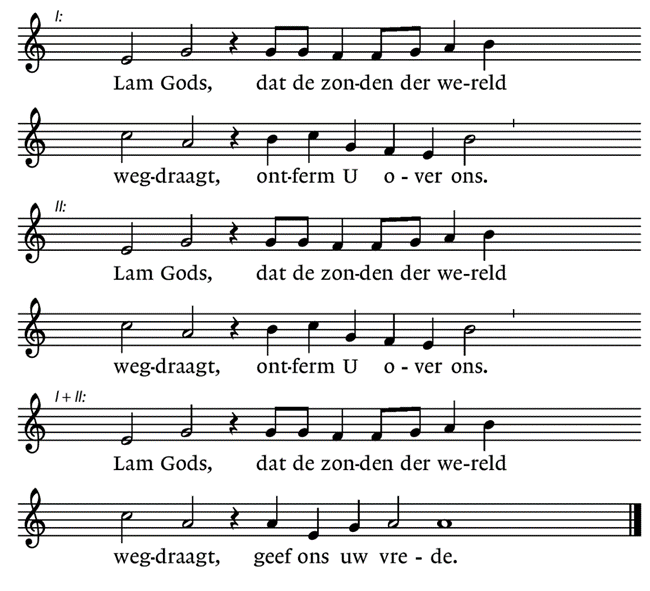 I:
Lam Gods, dat de zon-den der we-reld
weg-draagt, ont-ferm U o - ver ons.
II:
Lam Gods, dat de zon-den der we-reld
weg-draagt, ont-ferm U o - ver ons.
I + II:
Lam Gods, dat de zon-den der we-reld
weg-draagt, geef ons uw vre - de.